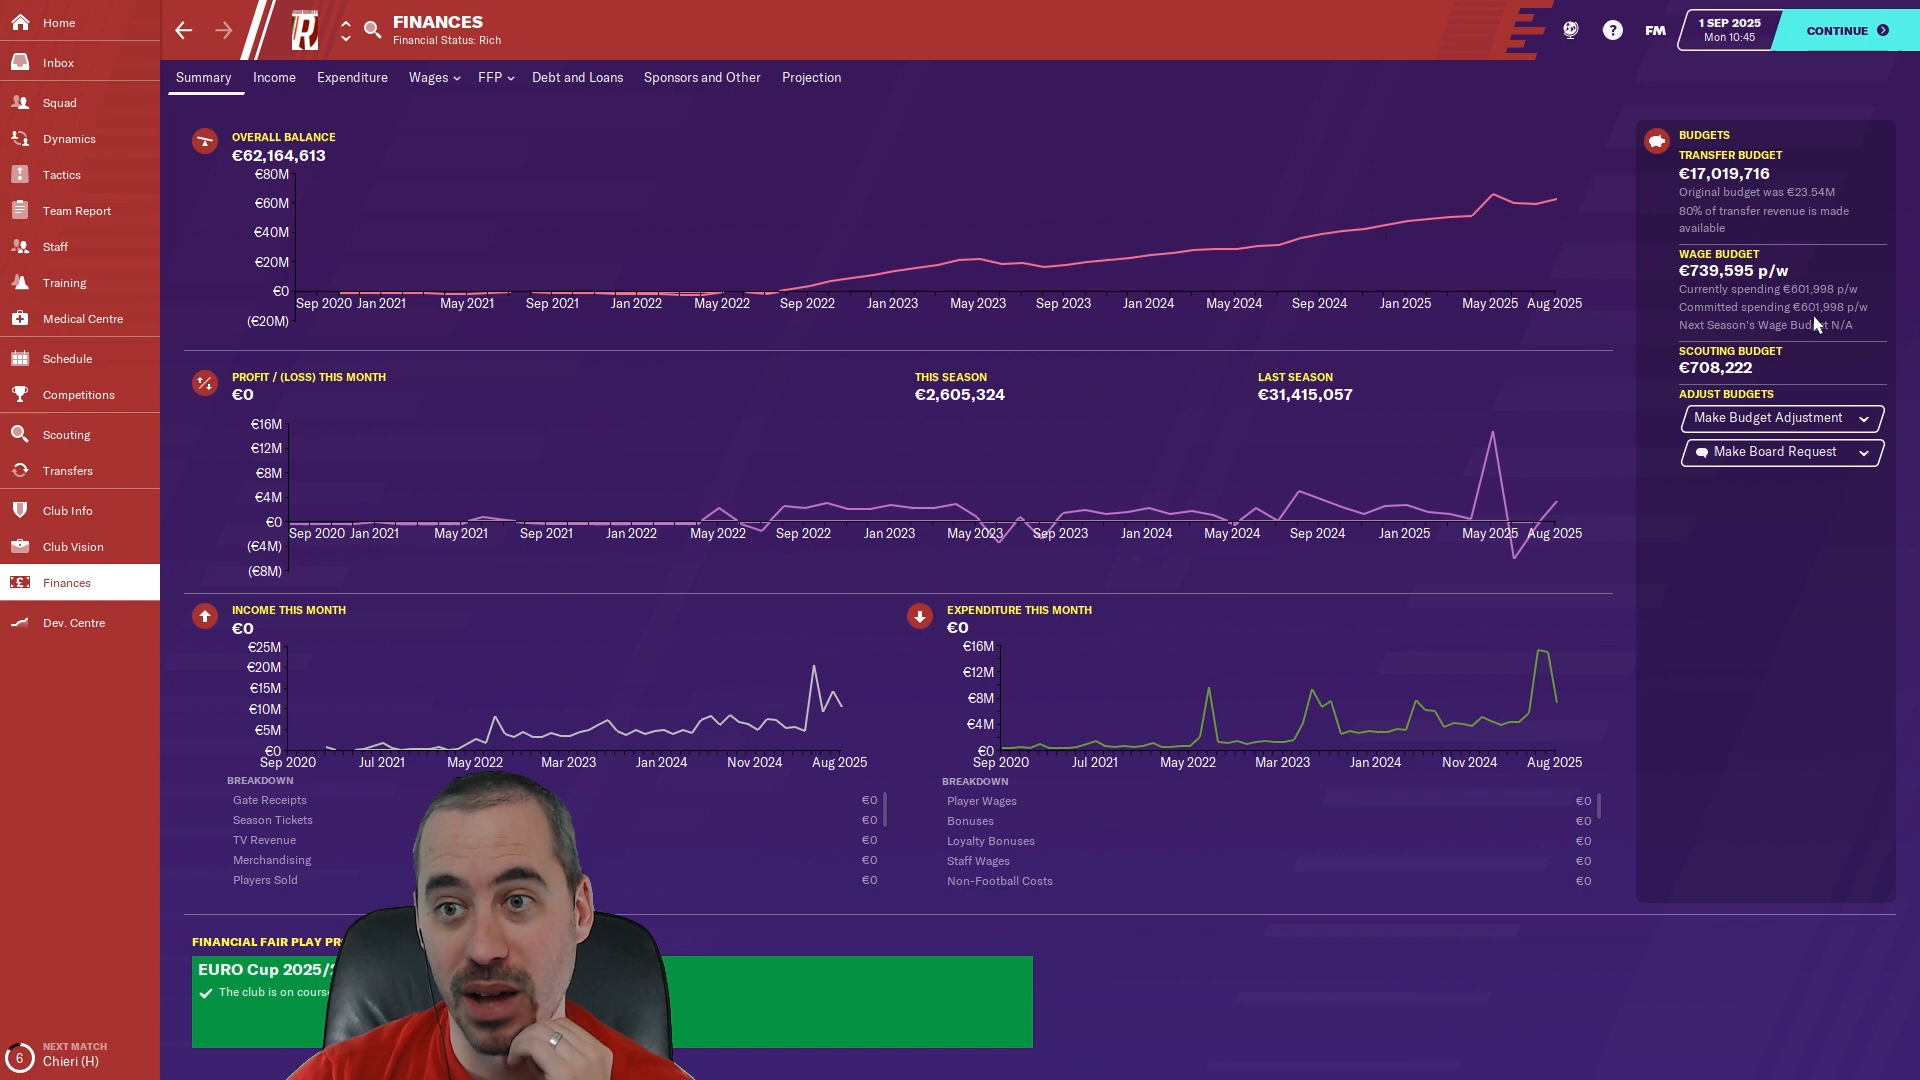 Home
Inbox
Squad
Dynamics
Tactics
Team Report
Staff
Training
Medical Centre
Schedule
Competitions
Scouting
Transfers
Club Info
Club Vision
Finances
Dev. Centre
6
NEXT MATCH
Chieri (H)
R
FINANCES
Financial Status: Rich
?
FM
1 SEP 2025
Mon 10:45
CONTINUE
Summary
Income
Expenditure
Wages
FFP
Debt and Loans
Sponsors and Other
Projection
OVERALL BALANCE
€62,164,613
€80M
€60M
€40M
€20M
€0
(€20M)
Sep 2020 Jan 2021 May 2021 Sep 2021 Jan 2022 May 2022 Sep 2022 Jan 2023 May 2023 Sep 2023 Jan 2024 May 2024 Sep 2024 Jan 2025 May 2025 Aug 2025
PROFIT / (LOSS) THIS MONTH
€0
THIS SEASON
€2,605,324
LAST SEASON
€31,415,057
€16M
€12M
€8M
€4M
€0
(€4M)
(€8M)
Sep 2020 Jan 2021 May 2021 Sep 2021 Jan 2022 May 2022 Sep 2022 Jan 2023 May 2023 Sep 2023 Jan 2024 May 2024 Sep 2024 Jan 2025 May 2025 Aug 2025
INCOME THIS MONTH
€0
€25M
€20M
€15M
€10M
€5M
€0
Sep 2020 Jul 2021 May 2022 Mar 2023 Jan 2024 Nov 2024 Aug 2025
BREAKDOWN
Gate Receipts €0
Season Tickets €0
TV Revenue €0
Merchandising €0
Players Sold €0
EXPENDITURE THIS MONTH
€0
€16M
€12M
€8M
€4M
€0
Sep 2020 Jul 2021 May 2022 Mar 2023 Jan 2024 Nov 2024 Aug 2025
BREAKDOWN
Player Wages €0
Bonuses €0
Loyalty Bonuses €0
Staff Wages €0
Non-Football Costs €0
FINANCIAL FAIR PLAY
EURO Cup 2025/
The club is on
BUDGETS
TRANSFER BUDGET
€17,019,716
Original budget was €23.54M
80% of transfer revenue is made
available
WAGE BUDGET
€739,595 p/w
Currently spending €601,998 p/w
Committed spending €601,998 p/w
Next Season's Wage Budget N/A
SCOUTING BUDGET
€708,222
ADJUST BUDGETS
Make Budget Adjustment
Make Board Request